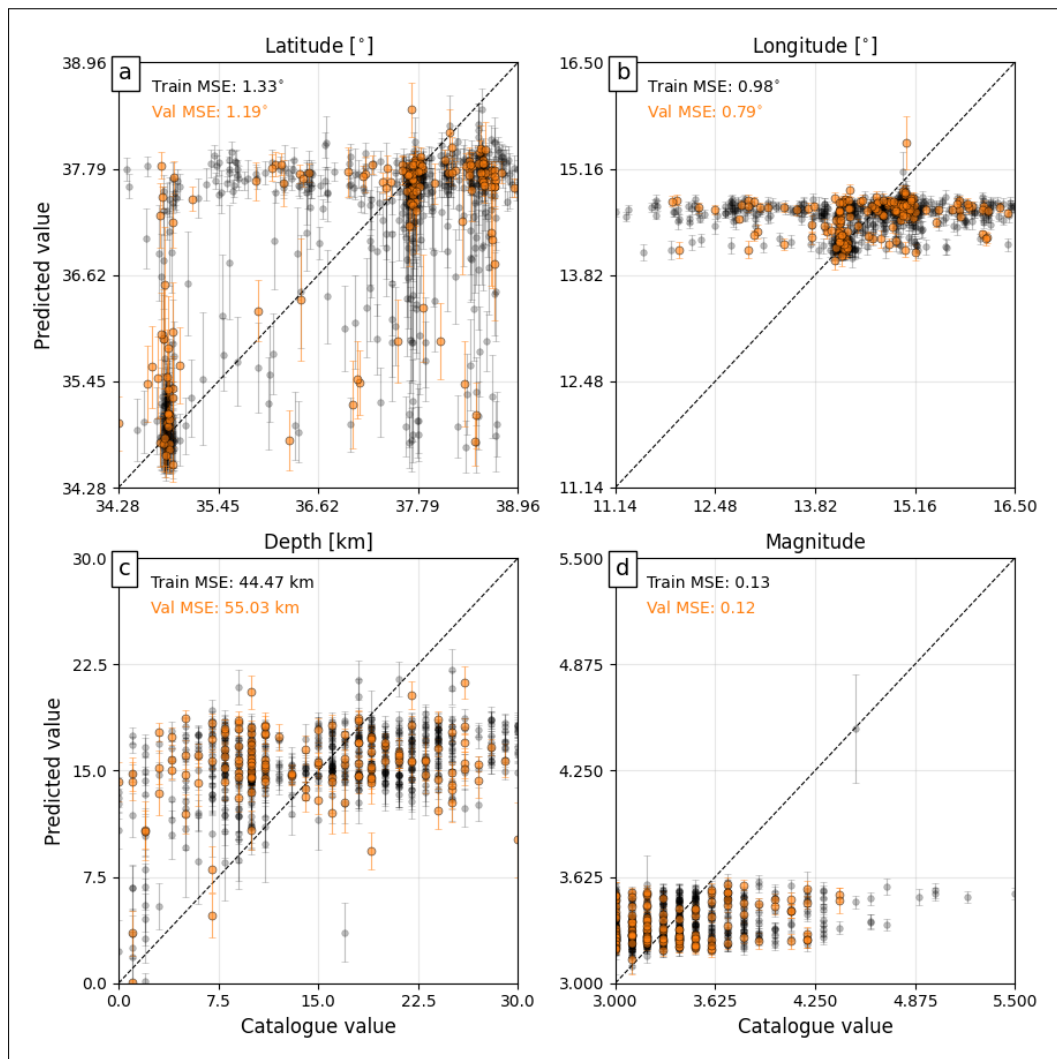 Latitude [°]
Longitude [°]
a
Train MSE: 1.33°
Val MSE: 1.19°
b
Train MSE: 0.98°
Val MSE: 0.79°
38.96
37.79
36.62
35.45
34.28
Predicted value
16.50
15.16
13.82
12.48
11.14
34.28 35.45 36.62 37.79 38.96
11.14 12.48 13.82 15.16 16.50
Depth [km]
Magnitude
c
Train MSE: 44.47 km
Val MSE: 55.03 km
d
Train MSE: 0.13
Val MSE: 0.12
30.0
22.5
15.0
7.5
0.0
Predicted value
5.500
4.875
4.250
3.625
3.000
0.0 7.5 15.0 22.5 30.0
3.000 3.625 4.250 4.875 5.500
Catalogue value
Catalogue value